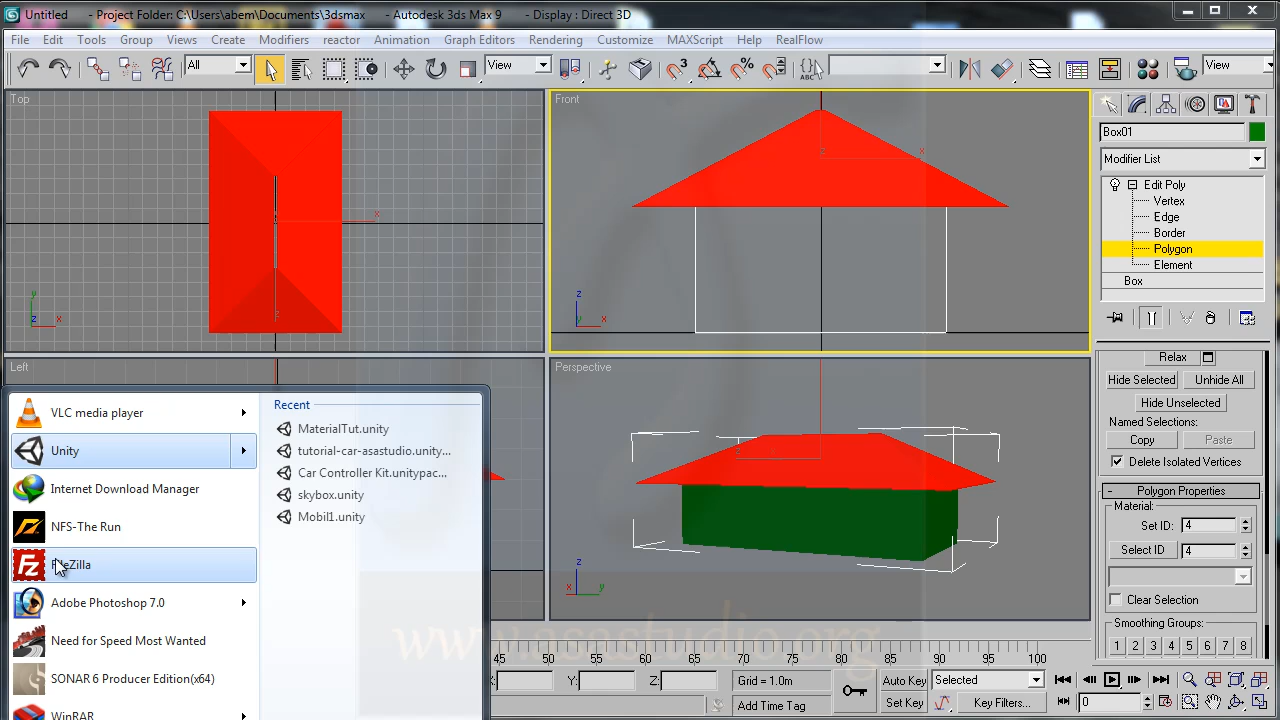 Untitled - Project Folder: C:\Users\abem\Documents\3dsmax - Autodesk 3ds Max 9 - Display : Direct 3D
File Edit Tools Group Views Create Modifiers reactor Animation Graph Editors Rendering Customize MAXScript Help RealFlow
All View View
Top Front
Box01
Modifier List
Edit Poly
Vertex
Edge
Border
Polygon
Element
Box
Left Perspective
Relax
Hide Selected Unhide All
Hide Unselected
Named Selections:
Copy Paste
Delete Isolated Vertices
- Polygon Properties
Material:
Set ID: 4
Select ID 4
Clear Selection
Smoothing Groups:
1 2 3 4 5 6 7 8
VLC media player
Unity
Internet Download Manager
NFS-The Run
FileZilla
Adobe Photoshop 7.0
Need for Speed Most Wanted
SONAR 6 Producer Edition(x64)
WinRAR
Recent
MaterialTut.unity
tutorial-car-asastudio.unity...
Car Controller Kit.unitypac...
skybox.unity
Mobil1.unity
www.asastudio.org
45 50 55 60 65 70 75 80 85 90 95 100
X: Y: Z: Grid = 1.0m Auto Key Selected
Add Time Tag Set Key Key Filters... 0